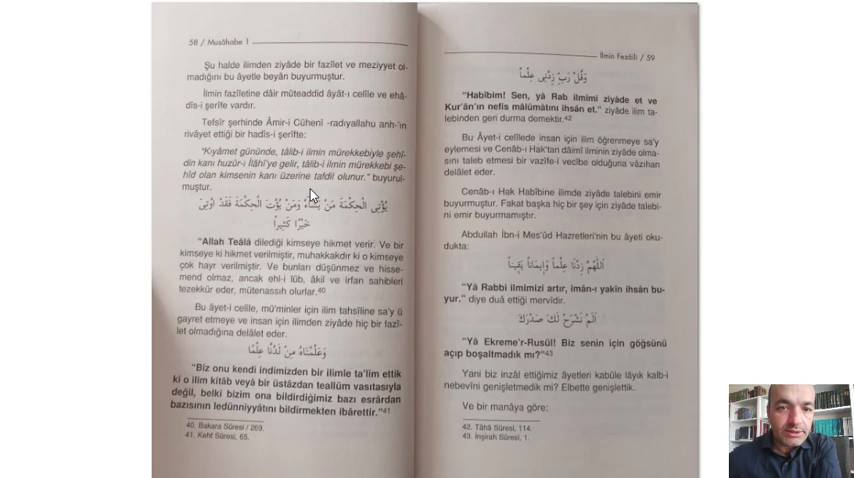 58 / Musâhabe 1
Şu halde ilimden ziyâde bir fazîlet ve meziyyet ol-
madığını bu âyetle beyân buyurmuştur.
İlmin fazîletine dâir müteaddid âyât-ı celîle ve ehâ-
dîs-i şerîfe vardır.
Tefsîr şerhinde Âmir-i Cühenî -radıyallahu anh-'ın
rivâyet ettiği bir hadîs-i şerîfte:
"Kıyâmet gününde, tâlib-i ilmin mürekkebiyle şehî-
din kanı huzûr-i İlâhî'ye gelir, tâlib-i ilmin mürekkebi şe-
hîd olan kimsenin kanı üzerine tafdîl olunur." buyurul-
muştur.
يُؤْتِى الْحِكْمَةَ مَنْ يَشَاءُ وَمَنْ يُؤْتَ الْحِكْمَةَ فَقَدْ اُوتِىَ
خَيْرًا كَثِيراً
"Allah Teâlâ dilediği kimseye hikmet verir. Ve bir
kimseye ki hikmet verilmiştir, muhakkakdır ki o kimseye
çok hayr verilmiştir. Ve bunları düşünmez ve hisse-
mend olmaz, ancak ehl-i lüb, âkil ve irfan sahibleri
tezekkür eder, mütenassıh olurlar.40
Bu âyet-i celîle, mü'minler için ilim tahsîline sa'y ü
gayret etmeye ve insan için ilimden ziyâde hiç bir fazî-
let olmadığına delâlet eder.
وَعَلَّمْنَاهُ مِنْ لَدُنَّا عِلْمًا
"Biz onu kendi indimizden bir ilimle ta'lîm ettik
ki o ilim kitâb veyâ bir üstâzdan teallüm vasıtasıyla
değil, belki bizim ona bildirdiğimiz bazı esrârdan
bazısının ledünniyyâtını bildirmekten ibârettir."41
40. Bakara Sûresi / 269.
41. Kehf Sûresi, 65.
İlmin Fezâili / 59
وَقُلْ رَبِّ زِدْنِى عِلْماً
"Habîbim! Sen, yâ Rab ilmimi ziyâde et ve
Kur'ân'ın nefis mâlûmâtını ihsân et." ziyâde ilim ta-
lebinden geri durma demektir.42
Bu Âyet-i celîlede insan için ilim öğrenmeye sa'y
eylemesi ve Cenâb-ı Hak'tan dâimî ilminin ziyâde olma-
sını taleb etmesi bir vazîfe-i vecîbe olduğuna vâzıhan
delâlet eder.
Cenâb-ı Hak Habîbine ilimde ziyâde talebini emir
buyurmuştur. Fakat başka hiç bir şey için ziyâde talebi-
ni emir buyurmamıştır.
Abdullah İbn-i Mes'ûd Hazretleri'nin bu âyeti oku-
dukta:
اَللّٰهُمَّ زِدْنَا عِلْماً وَاِيمَاناً يَقِيناً
"Yâ Rabbi ilmimizi artır, imân-ı yakîn ihsân bu-
yur." diye duâ ettiği mervîdir.
اَلَمْ نَشْرَحْ لَكَ صَدْرَكَ
"Yâ Ekreme'r-Rusül! Biz senin için göğsünü
açıp boşaltmadık mı?"43
Yani biz inzâl ettiğimiz âyetleri kabûle lâyık kalb-i
nebevîni genişletmedik mi? Elbette genişlettik.
Ve bir manâya göre:
42. Tâhâ Sûresi, 114.
43. İnşirah Sûresi, 1.